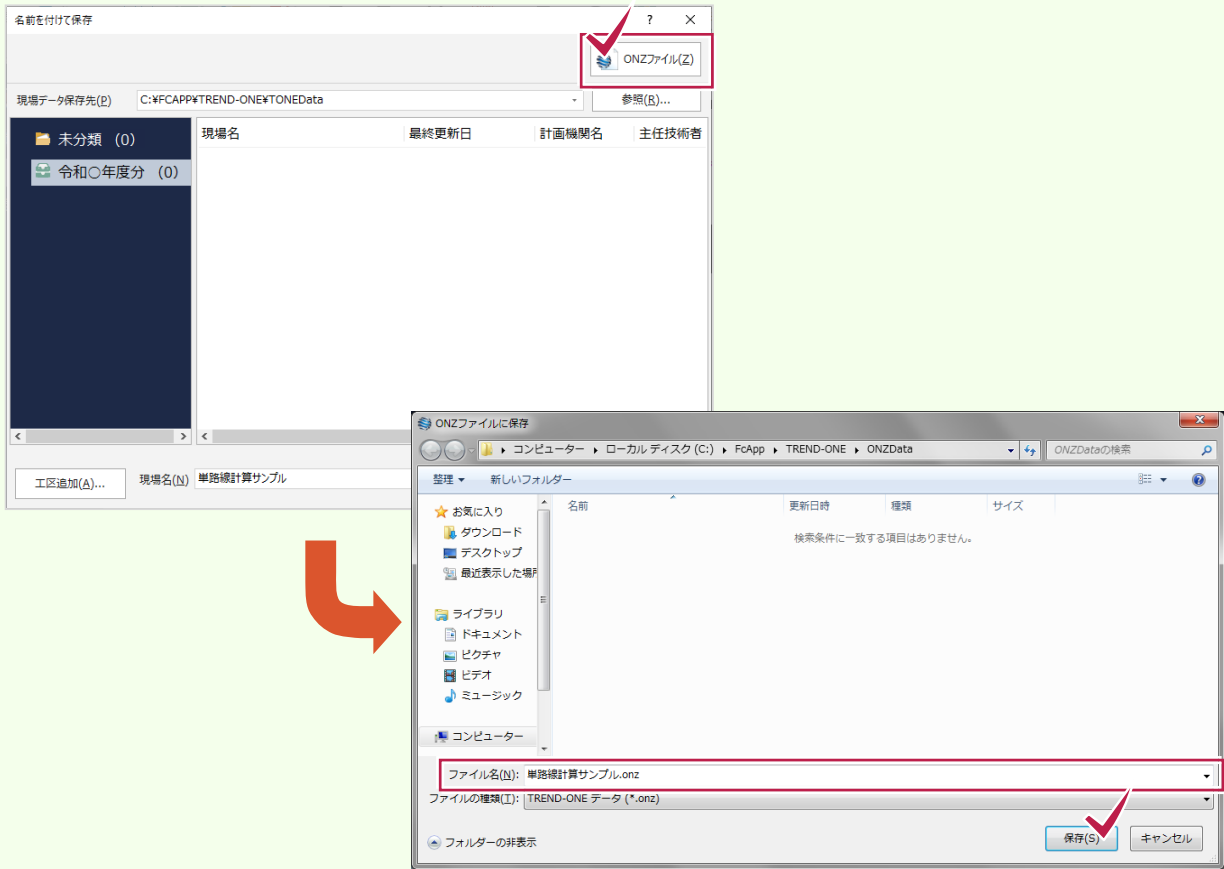 名前を付けて保存
?
ONZファイル(Z)
現場データ保存先(P) C:¥FCAPP¥TREND-ONE¥TONEData 参照(R)...
未分類 (0)
令和○年度分 (0)
現場名 最終更新日 計画機関名 主任技術者
工区追加(A)... 現場名(N) 単路線計算サンプル
ONZファイルに保存
コンピューター ローカル ディスク (C:) FcApp TREND-ONE ONZData ONZDataの検索
整理 新しいフォルダー
名前 更新日時 種類 サイズ
検索条件に一致する項目はありません。
お気に入り
ダウンロード
デスクトップ
最近表示した場所
ライブラリ
ドキュメント
ピクチャ
ビデオ
ミュージック
コンピューター
ファイル名(N): 単路線計算サンプル.onz
ファイルの種類(T): TREND-ONE データ (*.onz)
フォルダーの非表示 保存(S) キャンセル